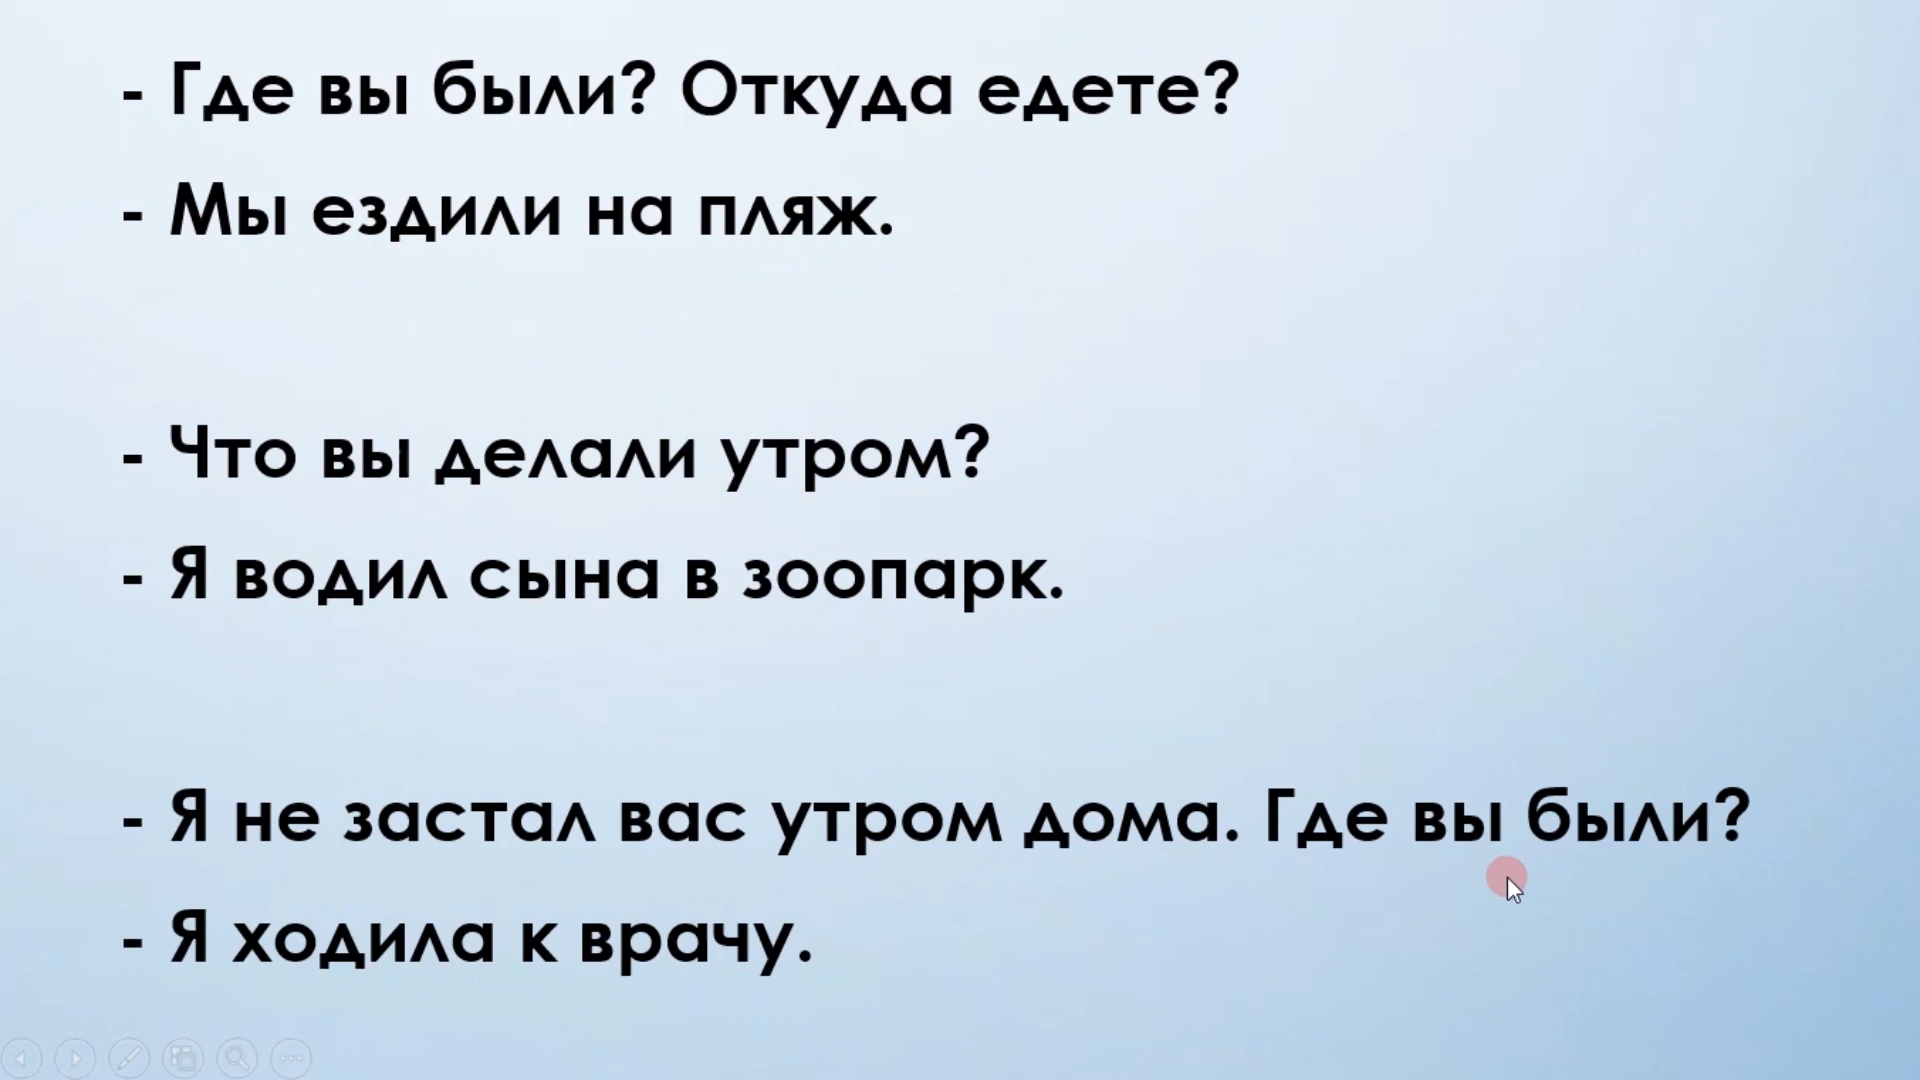 - Где вы были? Откуда едете?
- Мы ездили на пляж.
- Что вы делали утром?
- Я водил сына в зоопарк.
- Я не застал вас утром дома. Где вы были?
- Я ходила к врачу.